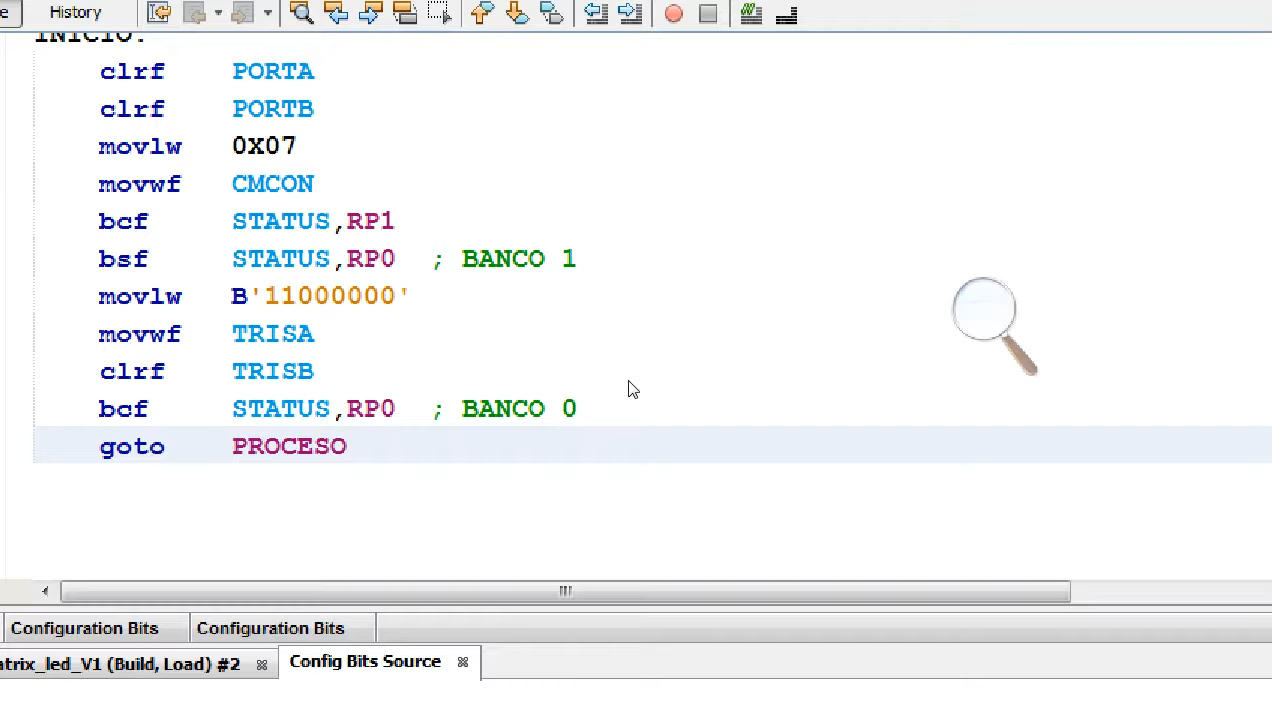 e History
INICIO:
clrf PORTA
clrf PORTB
movlw 0X07
movwf CMCON
bcf STATUS,RP1
bsf STATUS,RP0 ; BANCO 1
movlw B'11000000'
movwf TRISA
clrf TRISB
bcf STATUS,RP0 ; BANCO 0
goto PROCESO
Configuration Bits Configuration Bits
atrix_led_V1 (Build, Load) #2 Config Bits Source